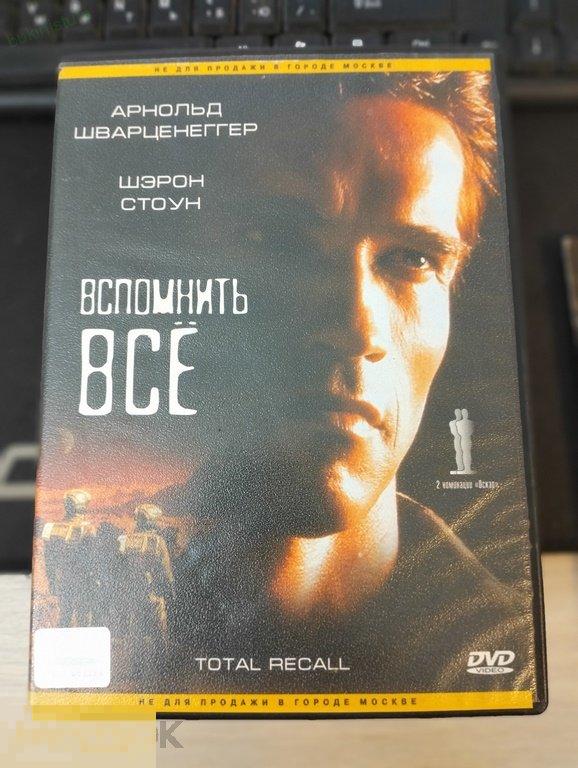 НЕ ДЛЯ ПРОДАЖИ В ГОРОДЕ МОСКВЕ
АРНОЛЬД
ШВАРЦЕНЕГГЕР
ШЭРОН
СТОУН
ВСПОМНИТЬ
ВСЁ
2 номинации «Оскар»
TOTAL RECALL
DVD
VIDEO
НЕ ДЛЯ ПРОДАЖИ В ГОРОДЕ МОСКВЕ